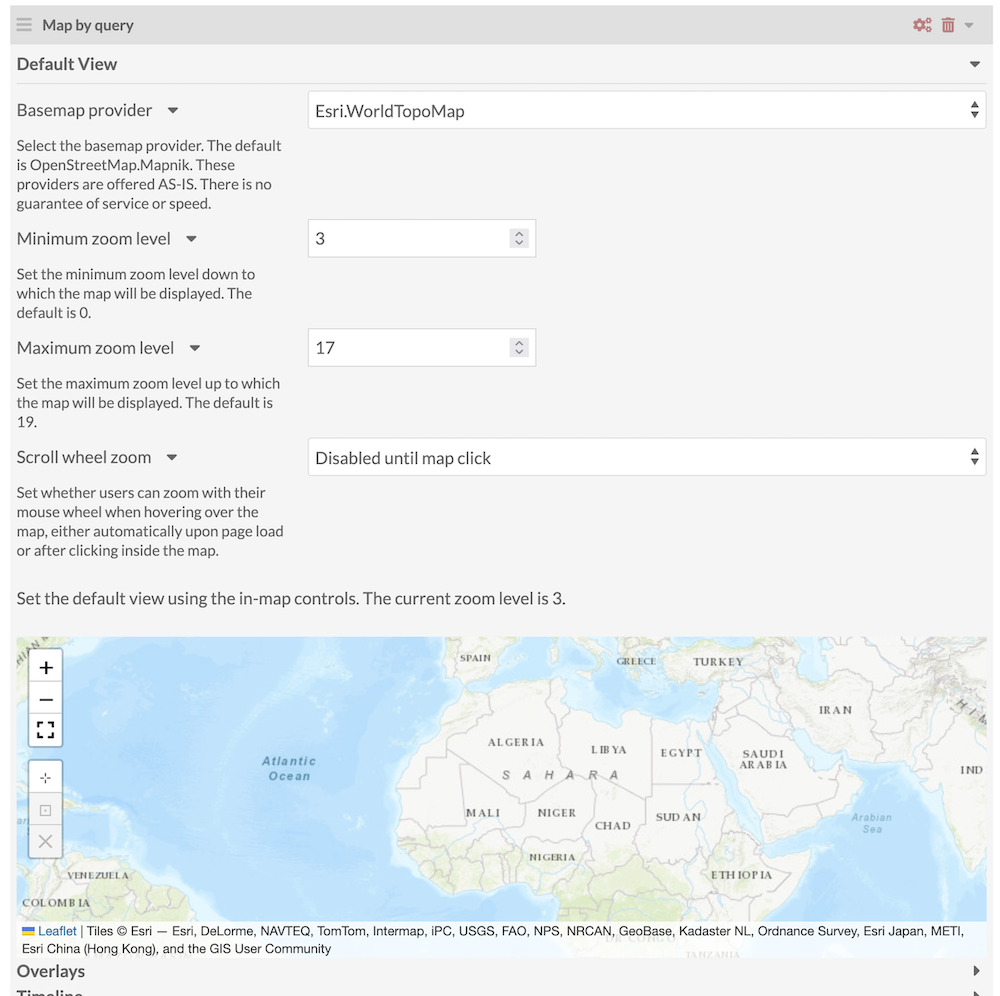 Map by query
Default View
Basemap provider
Esri.WorldTopoMap
Select the basemap provider. The default
is OpenStreetMap.Mapnik. These
providers are offered AS-IS. There is no
guarantee of service or speed.
Minimum zoom level
3
Set the minimum zoom level down to
which the map will be displayed. The
default is 0.
Maximum zoom level
17
Set the maximum zoom level up to which
the map will be displayed. The default is
19.
Scroll wheel zoom
Disabled until map click
Set whether users can zoom with their
mouse wheel when hovering over the
map, either automatically upon page load
or after clicking inside the map.
Set the default view using the in-map controls. The current zoom level is 3.
+
−
SPAIN
GREECE
TURKEY
IRAN
ALGERIA
LIBYA
EGYPT
SAUDI
ARABIA
IND
Atlantic
Ocean
SAHARA
MALI
NIGER
CHAD
SUDAN
Arabian
Sea
NIGERIA
ETHIOPIA
VENEZUELA
COLOMBIA
Leaflet | Tiles © Esri — Esri, DeLorme, NAVTEQ, TomTom, Intermap, iPC, USGS, FAO, NPS, NRCAN, GeoBase, Kadaster NL, Ordnance Survey, Esri Japan, METI,
Esri China (Hong Kong), and the GIS User Community
DR CONGO
TANZANIA
Overlays
Timeline